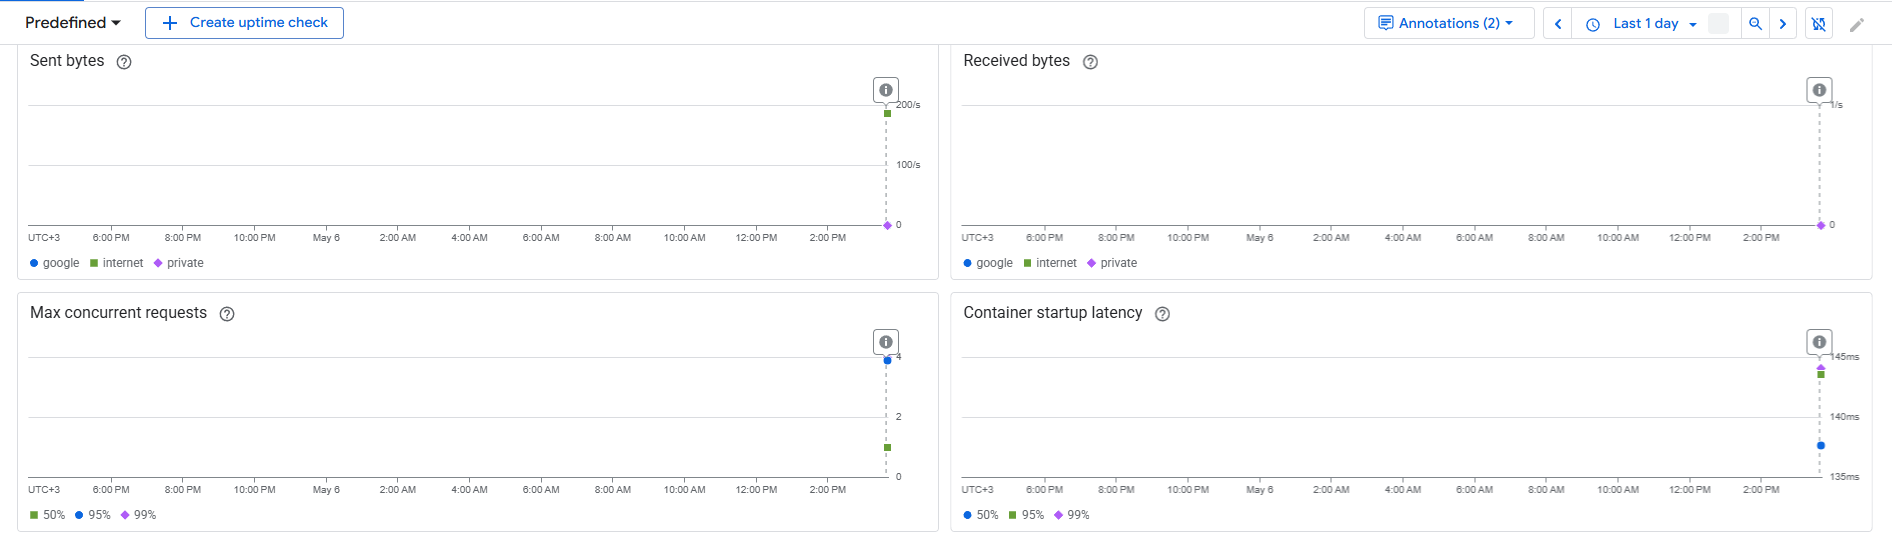 Predefined
Create uptime check
Annotations (2)
Last 1 day
Sent bytes
200/s
100/s
0
UTC+3 6:00 PM 8:00 PM 10:00 PM May 6 2:00 AM 4:00 AM 6:00 AM 8:00 AM 10:00 AM 12:00 PM 2:00 PM
google internet private
Received bytes
1/s
0
UTC+3 6:00 PM 8:00 PM 10:00 PM May 6 2:00 AM 4:00 AM 6:00 AM 8:00 AM 10:00 AM 12:00 PM 2:00 PM
google internet private
Max concurrent requests
4
2
0
UTC+3 6:00 PM 8:00 PM 10:00 PM May 6 2:00 AM 4:00 AM 6:00 AM 8:00 AM 10:00 AM 12:00 PM 2:00 PM
50% 95% 99%
Container startup latency
145ms
140ms
135ms
UTC+3 6:00 PM 8:00 PM 10:00 PM May 6 2:00 AM 4:00 AM 6:00 AM 8:00 AM 10:00 AM 12:00 PM 2:00 PM
50% 95% 99%